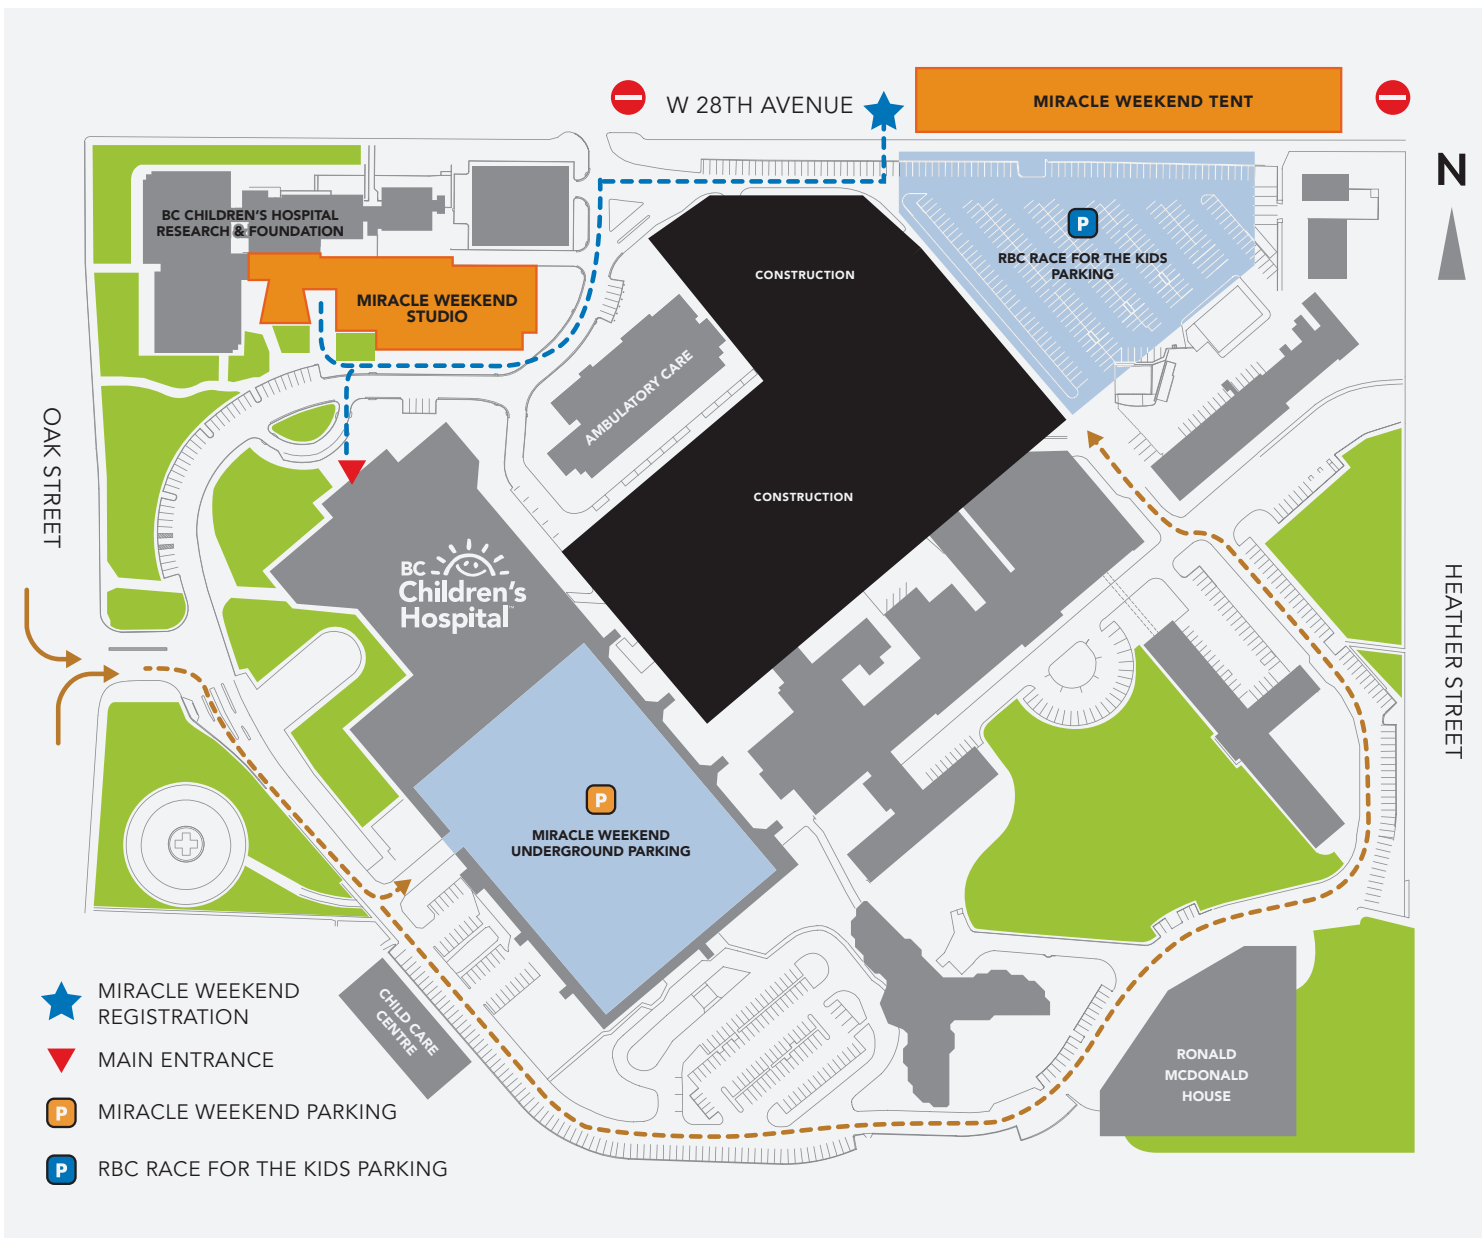 W 28TH AVENUE
MIRACLE WEEKEND TENT
N
BC CHILDREN'S HOSPITAL
RESEARCH & FOUNDATION
P
RBC RACE FOR THE KIDS
PARKING
CONSTRUCTION
MIRACLE WEEKEND
STUDIO
AMBULATORY CARE
OAK STREET
CONSTRUCTION
BC
Children's
Hospital™
HEATHER STREET
P
MIRACLE WEEKEND
UNDERGROUND PARKING
CHILD CARE
CENTRE
RONALD
MCDONALD
HOUSE
MIRACLE WEEKEND
REGISTRATION
MAIN ENTRANCE
P MIRACLE WEEKEND PARKING
P RBC RACE FOR THE KIDS PARKING